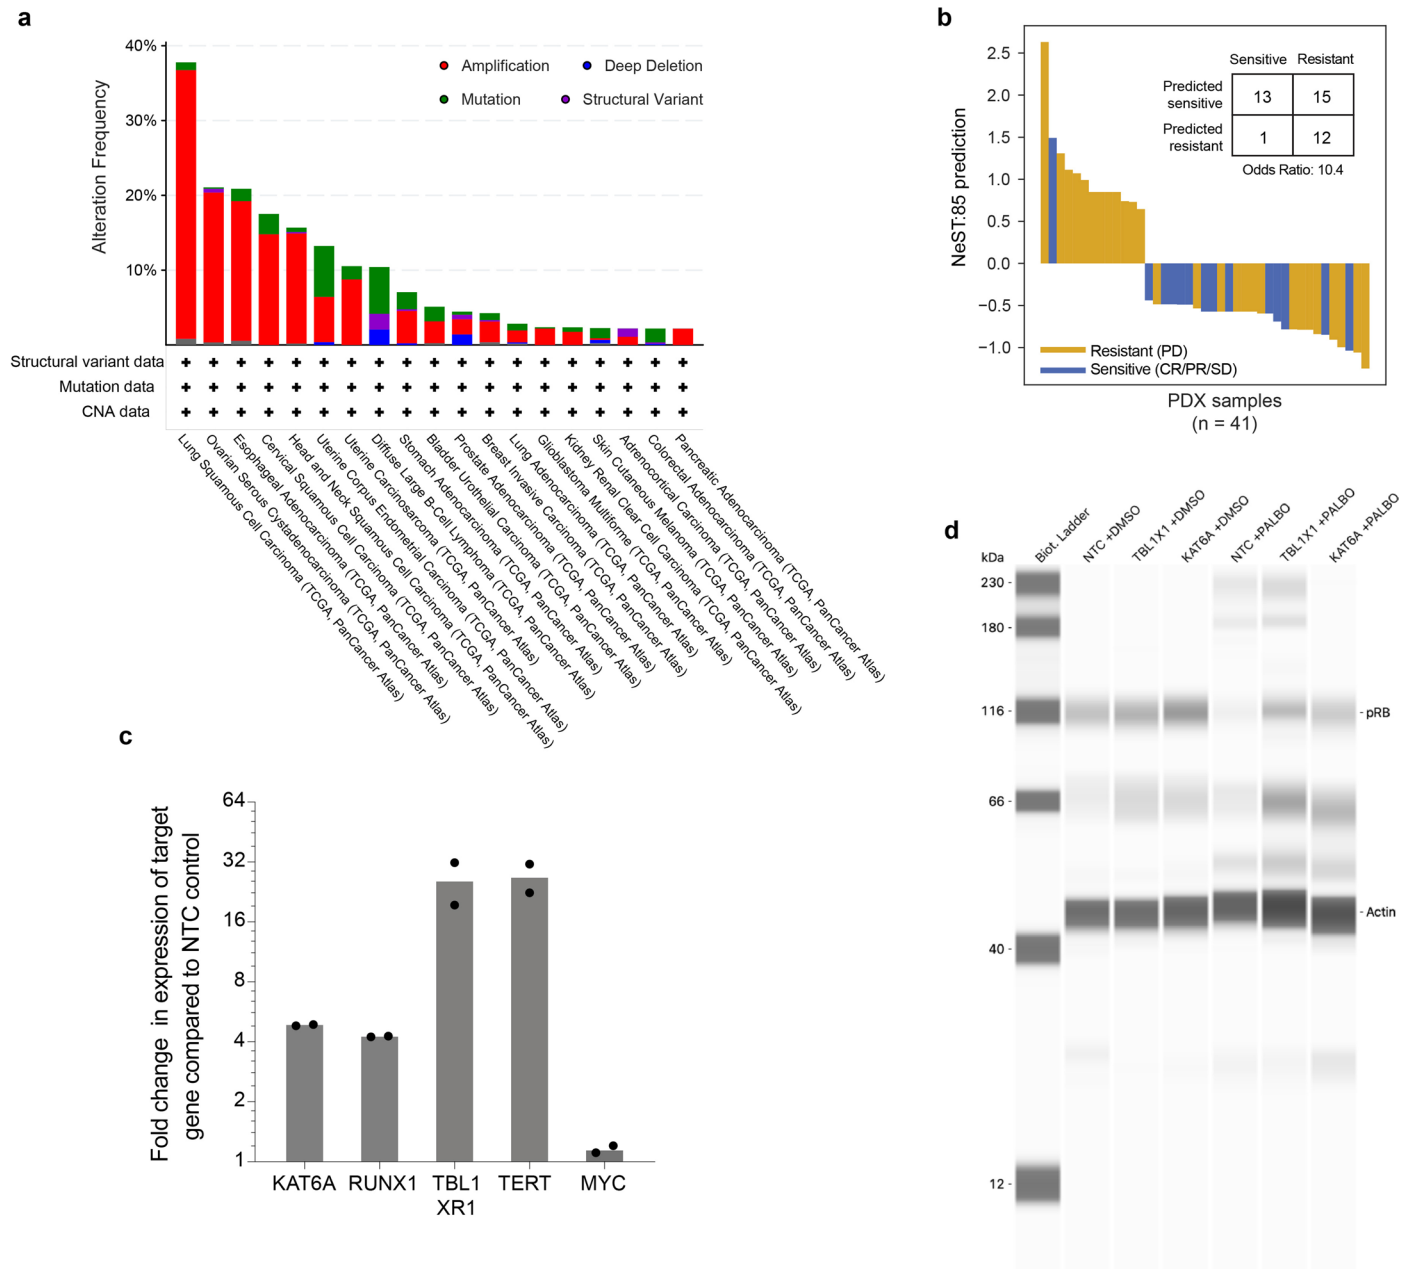 a
40%
30%
20%
10%
Alteration Frequency
Amplification
Deep Deletion
Mutation
Structural Variant
Structural variant data
Mutation data
CNA data
Lung Squamous Cell Carcinoma (TCGA, PanCancer Atlas)
Ovarian Serous Cystadenocarcinoma (TCGA, PanCancer Atlas)
Esophageal Adenocarcinoma (TCGA, PanCancer Atlas)
Cervical Squamous Cell Carcinoma (TCGA, PanCancer Atlas)
Head and Neck Squamous Cell Carcinoma (TCGA, PanCancer Atlas)
Uterine Corpus Endometrial Carcinoma (TCGA, PanCancer Atlas)
Uterine Carcinosarcoma (TCGA, PanCancer Atlas)
Diffuse Large B-Cell Lymphoma (TCGA, PanCancer Atlas)
Stomach Adenocarcinoma (TCGA, PanCancer Atlas)
Bladder Urothelial Carcinoma (TCGA, PanCancer Atlas)
Prostate Adenocarcinoma (TCGA, PanCancer Atlas)
Breast Invasive Carcinoma (TCGA, PanCancer Atlas)
Lung Adenocarcinoma (TCGA, PanCancer Atlas)
Glioblastoma Multiforme (TCGA, PanCancer Atlas)
Kidney Renal Clear Cell Carcinoma (TCGA, PanCancer Atlas)
Skin Cutaneous Melanoma (TCGA, PanCancer Atlas)
Adrenocortical Carcinoma (TCGA, PanCancer Atlas)
Colorectal Adenocarcinoma (TCGA, PanCancer Atlas)
Pancreatic Adenocarcinoma (TCGA, PanCancer Atlas)
b
NeST:85 prediction
2.5
2.0
1.5
1.0
0.5
0.0
−0.5
−1.0
Sensitive Resistant
Predicted sensitive 13 15
Predicted resistant 1 12
Odds Ratio: 10.4
Resistant (PD)
Sensitive (CR/PR/SD)
PDX samples
(n = 41)
c
Fold change in expression of target
gene compared to NTC control
64
32
16
8
4
2
1
KAT6A RUNX1 TBL1 XR1 TERT MYC
d
kDa
Biot. Ladder
NTC +DMSO
TBL1X1 +DMSO
KAT6A +DMSO
NTC +PALBO
TBL1X1 +PALBO
KAT6A +PALBO
230 -
180 -
116 -
66 -
40 -
12 -
- pRB
- Actin